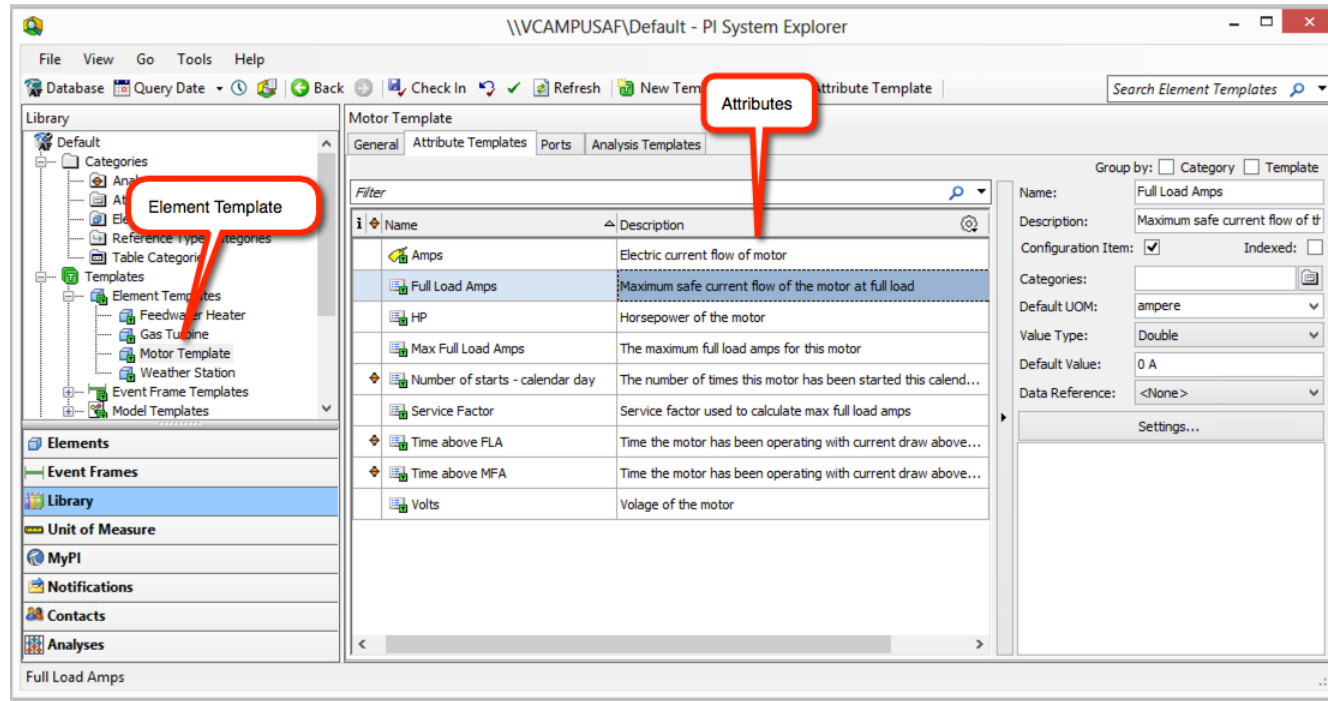 \\VCAMPUSAF\Default - PI System Explorer
File View Go Tools Help
Database Query Date Back Check In Refresh New Tem Attribute Template Search Element Templates
Attributes
Library
Default
Categories
Element Template
Reference Type Categories
Table Categorie
Templates
Element Templates
Feedwater Heater
Gas Turbine
Motor Template
Weather Station
Event Frame Templates
Model Templates
Elements
Event Frames
Library
Unit of Measure
MyPI
Notifications
Contacts
Analyses
Motor Template
General Attribute Templates Ports Analysis Templates
Group by: Category Template
Filter
Name Description
Amps Electric current flow of motor
Full Load Amps Maximum safe current flow of the motor at full load
HP Horsepower of the motor
Max Full Load Amps The maximum full load amps for this motor
Number of starts - calendar day The number of times this motor has been started this calend...
Service Factor Service factor used to calculate max full load amps
Time above FLA Time the motor has been operating with current draw above...
Time above MFA Time the motor has been operating with current draw above...
Volts Volage of the motor
Name: Full Load Amps
Description: Maximum safe current flow of th
Configuration Item: Indexed:
Categories:
Default UOM: ampere
Value Type: Double
Default Value: 0 A
Data Reference: <None>
Settings...
Full Load Amps